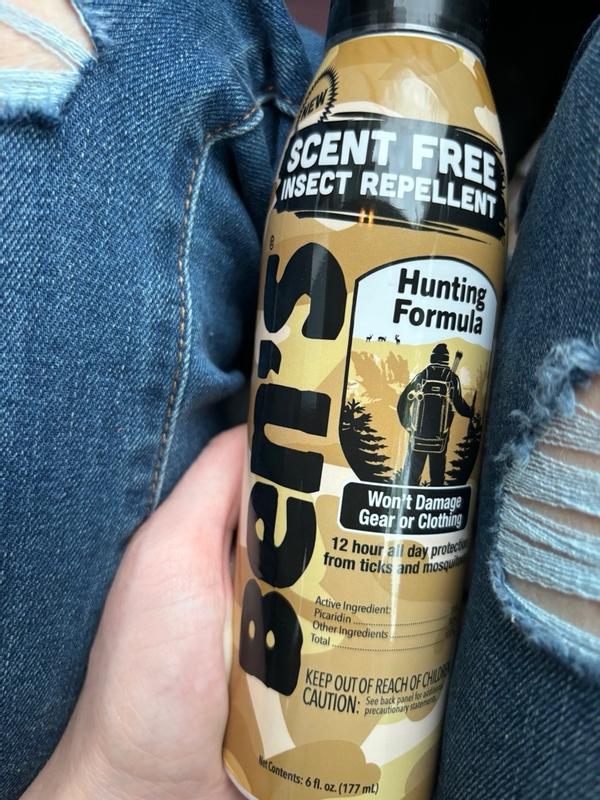 NEW
SCENT FREE
INSECT REPELLENT
Ben's®
Hunting
Formula
Won't Damage
Gear or Clothing
12 hour all day protection
from ticks and mosquitoes
Active Ingredient:
Picaridin
Other Ingredients
Total
KEEP OUT OF REACH OF CHILDREN
CAUTION: See back panel for additional
precautionary statements.
Net Contents: 6 fl. oz. (177 mL)